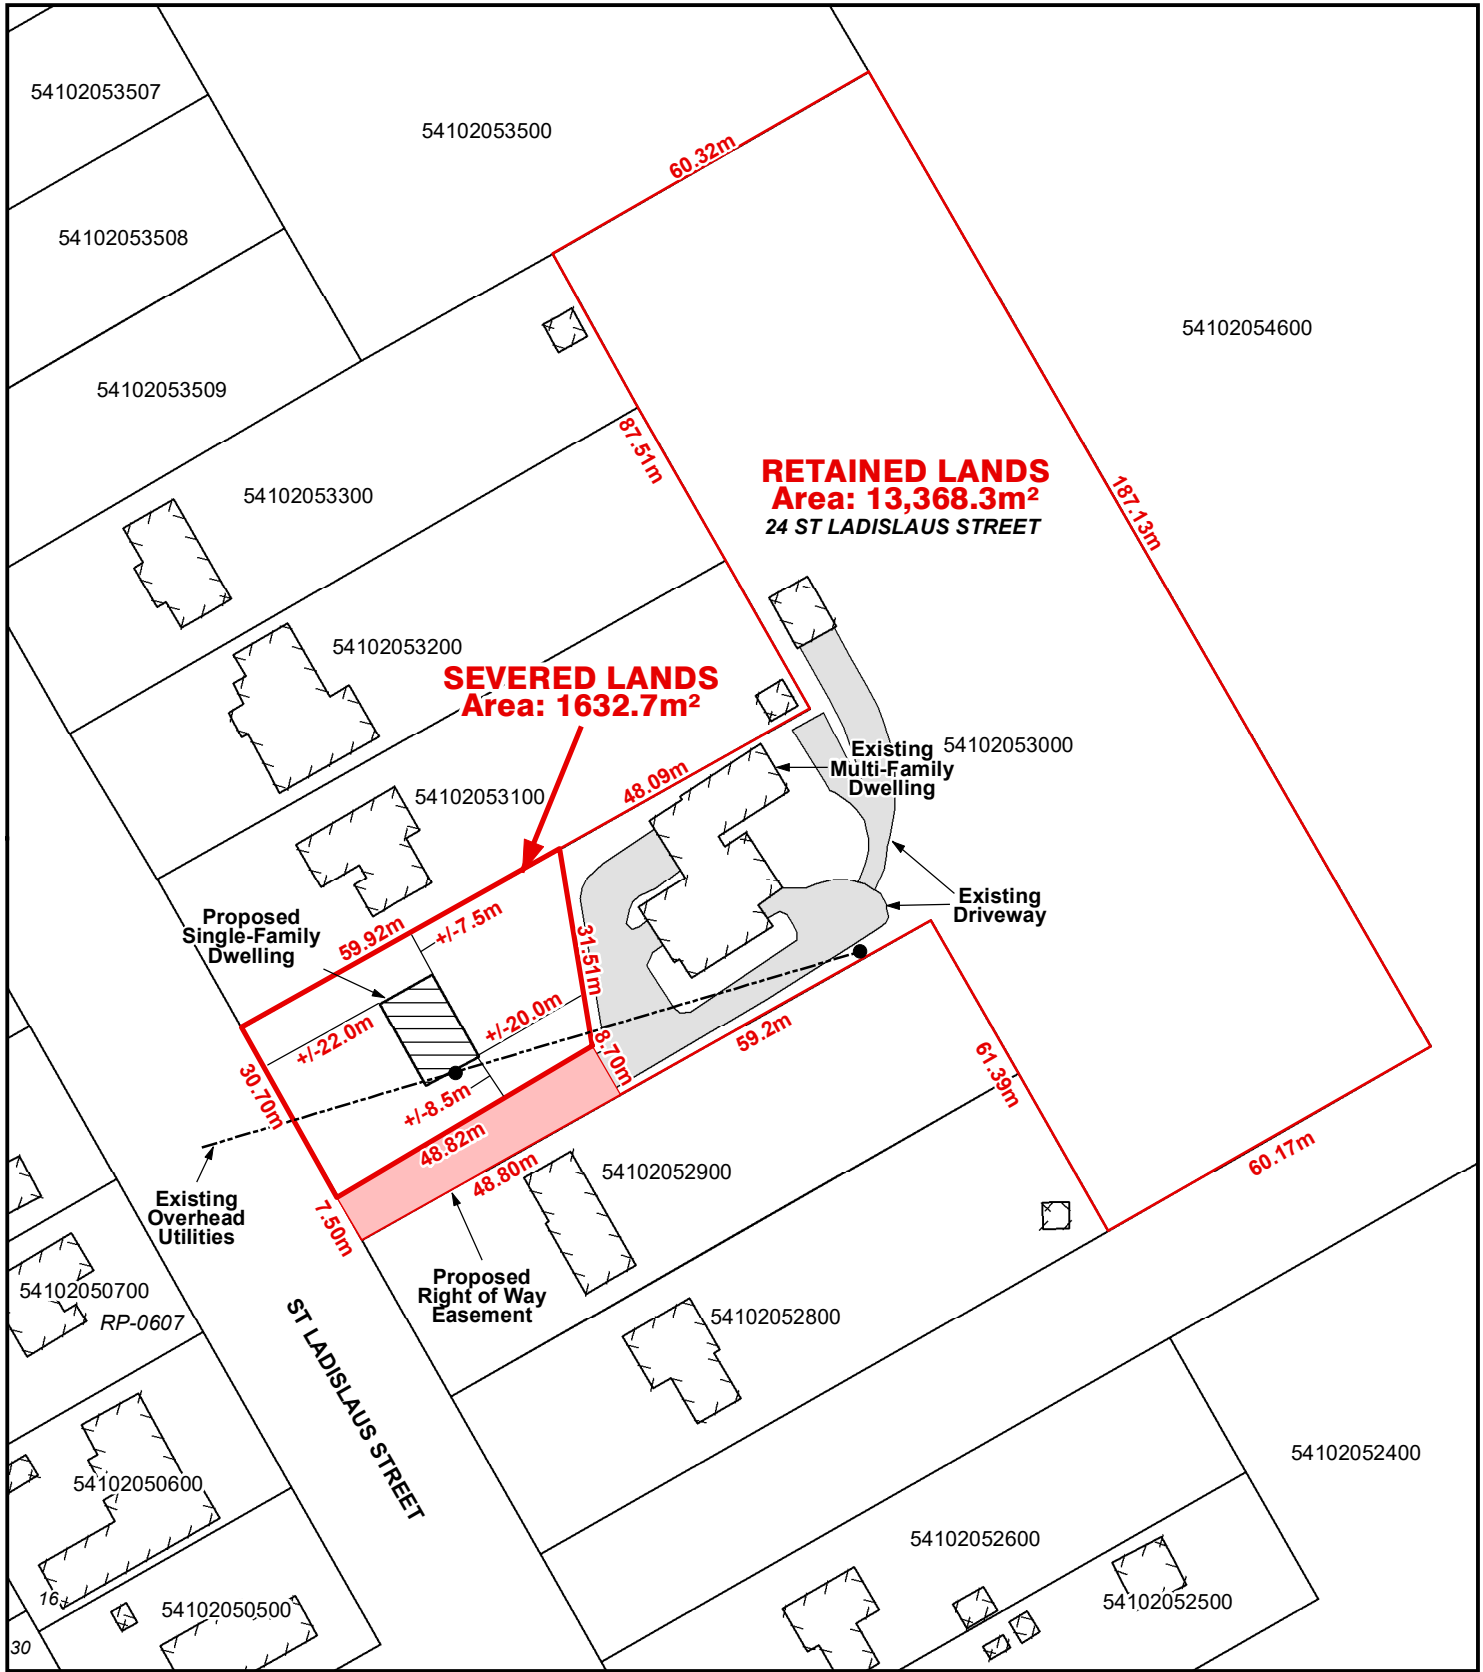 54102053507
54102053500
60.32m
54102053508
54102054600
54102053509
87.51m
RETAINED LANDS
Area: 13,368.3m²
24 ST LADISLAUS STREET
187.13m
54102053300
54102053200
SEVERED LANDS
Area: 1632.7m²
54102053000
Existing
Multi-Family
Dwelling
48.09m
54102053100
Existing
Driveway
Proposed
Single-Family
Dwelling
59.92m
+/-7.5m
31.51m
+/-22.0m
+/-20.0m
59.2m
8.70m
61.39m
30.70m
+/-8.5m
48.82m
48.80m
60.17m
54102052900
Existing
Overhead
Utilities
7.50m
Proposed
Right of Way
Easement
54102050700
RP-0607
ST LADISLAUS STREET
54102052800
54102052400
54102050600
54102052600
16
54102050500
54102052500
30